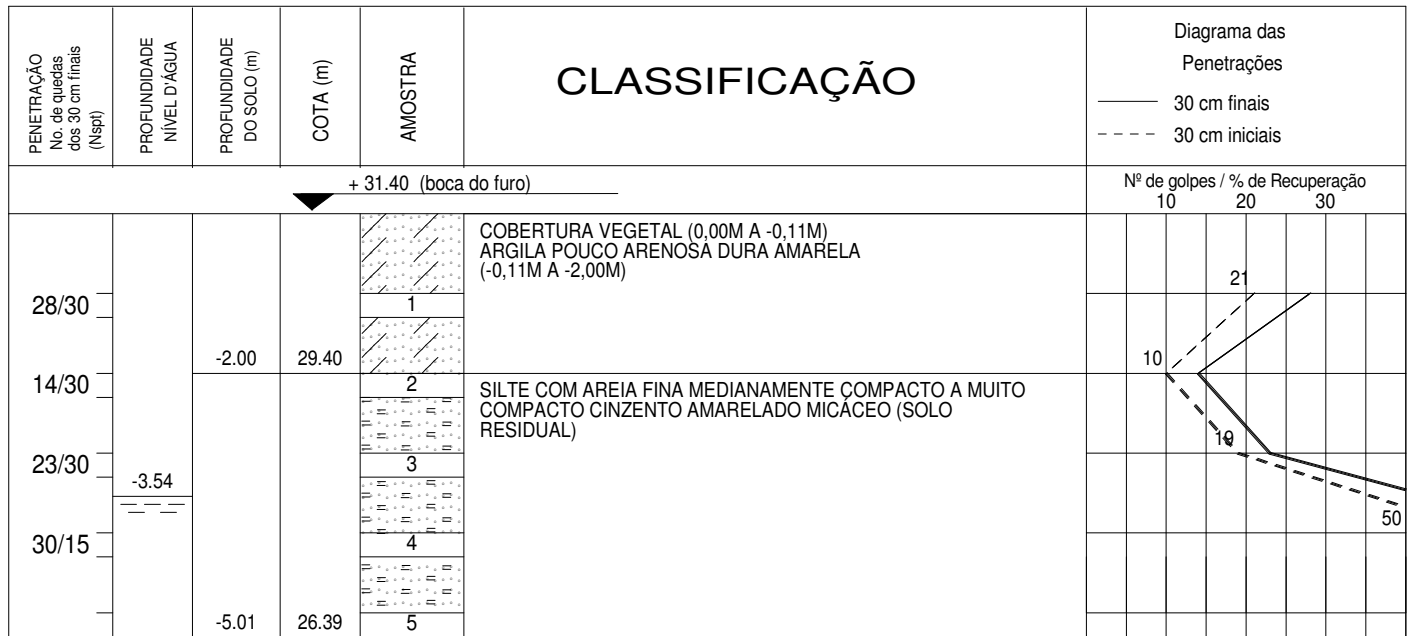 PENETRAÇÃO
No. de quedas
dos 30 cm finais
(Nspt)
PROFUNDIDADE
NÍVEL D'ÁGUA
PROFUNDIDADE
DO SOLO (m)
COTA (m)
AMOSTRA
CLASSIFICAÇÃO
Diagrama das
Penetrações
30 cm finais
30 cm iniciais
+ 31.40 (boca do furo)
Nº de golpes / % de Recuperação
10 20 30
COBERTURA VEGETAL (0,00M A -0,11M)
ARGILA POUCO ARENOSA DURA AMARELA
(-0,11M A -2,00M)
21
28/30
1
-2.00
29.40
10
14/30
2
SILTE COM AREIA FINA MEDIANAMENTE COMPACTO A MUITO
COMPACTO CINZENTO AMARELADO MICÁCEO (SOLO
RESIDUAL)
19
23/30
3
-3.54
50
30/15
4
-5.01
26.39
5